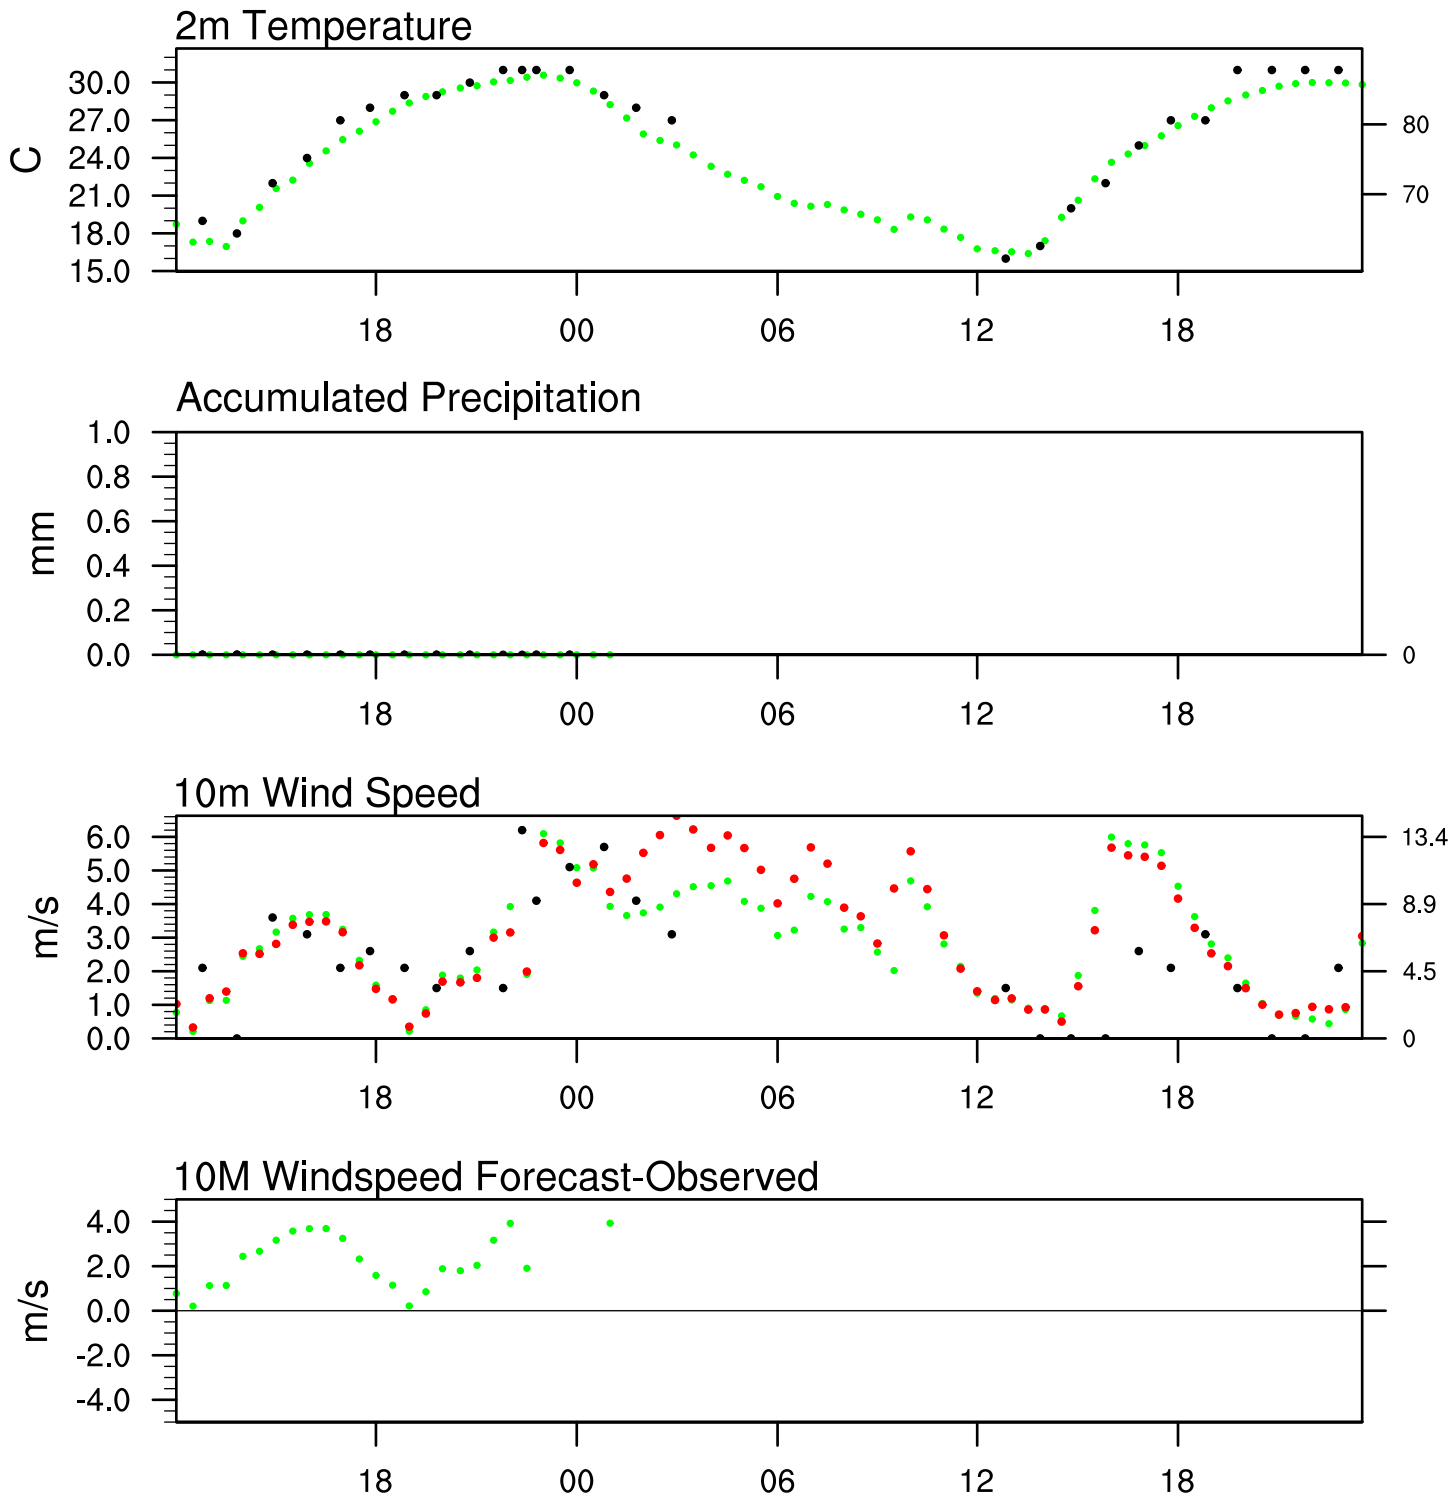 2m Temperature
30.0
27.0
24.0
21.0
18.0
15.0
C
80
70
18 00 06 12 18
Accumulated Precipitation
1.0
0.8
0.6
0.4
0.2
0.0
mm
0
18 00 06 12 18
10m Wind Speed
6.0
5.0
4.0
3.0
2.0
1.0
0.0
m/s
13.4
8.9
4.5
0
18 00 06 12 18
10M Windspeed Forecast-Observed
4.0
2.0
0.0
-2.0
-4.0
m/s
18 00 06 12 18